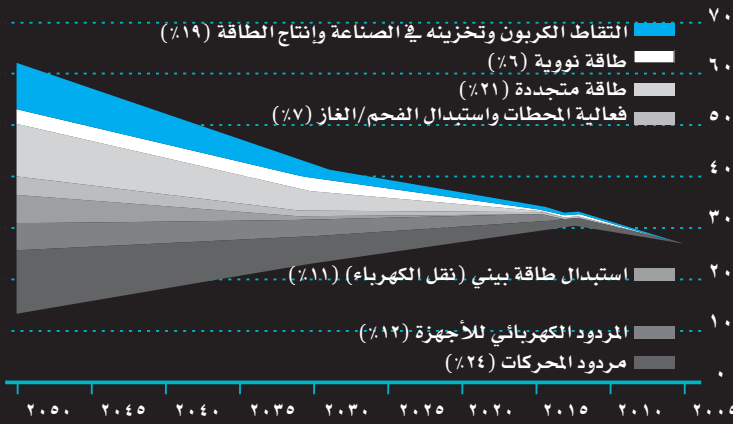 ٧٠
التقاط الكربون وتخزينه في الصناعة وإنتاج الطاقة (١٩٪)
طاقة نووية (٦٪)
٦٠
طاقة متجددة (٢١٪)
فعالية المحطات واستبدال الفحم/الغاز (٧٪)
٥٠
٤٠
٣٠
استبدال طاقة بيني (نقل الكهرباء) (١١٪)
٢٠
المردود الكهربائي للأجهزة (١٢٪)
١٠
مردود المحركات (٢٤٪)
٠
٢٠٠٥ ٢٠١٠ ٢٠١٥ ٢٠٢٠ ٢٠٢٥ ٢٠٣٠ ٢٠٣٥ ٢٠٤٠ ٢٠٤٥ ٢٠٥٠